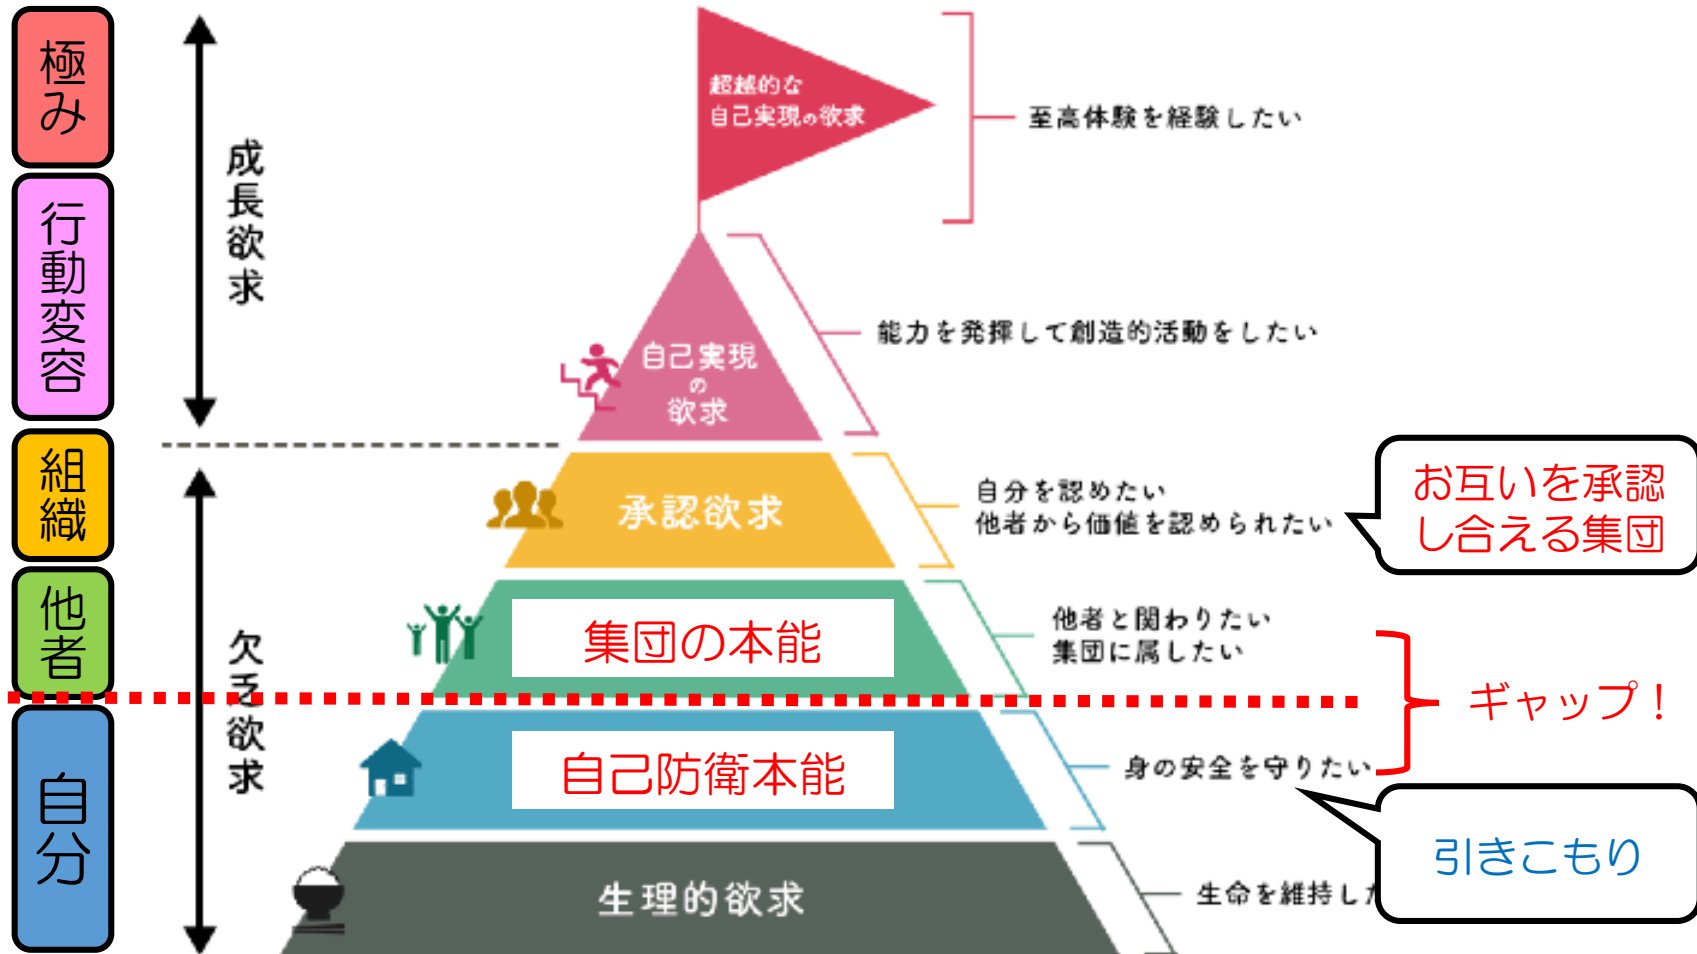 極み
行動変容
組織
他者
自分
成長欲求
欠乏欲求
超越的な
自己実現の欲求
至高体験を経験したい
自己実現
の
欲求
能力を発揮して創造的活動をしたい
承認欲求
自分を認めたい
他者から価値を認められたい
お互いを承認
し合える集団
集団の本能
他者と関わりたい
集団に属したい
ギャップ！
自己防衛本能
身の安全を守りたい
引きこもり
生理的欲求
生命を維持した